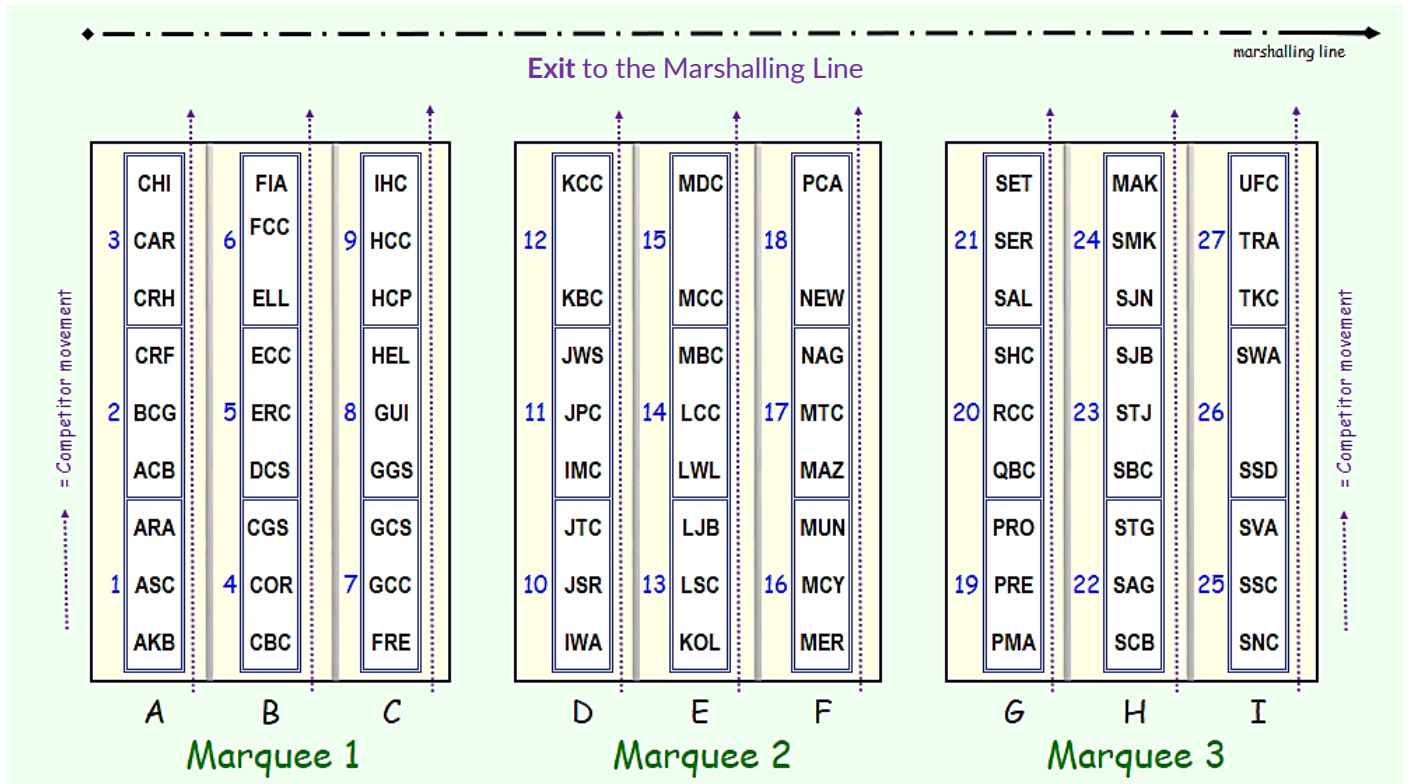 marshalling line
Exit to the Marshalling Line
= Competitor movement
3
CHI
CAR
CRH
2
CRF
BCG
ACB
1
ARA
ASC
AKB
A
6
FIA
FCC
ELL
5
ECC
ERC
DCS
4
CGS
COR
CBC
B
9
IHC
HCC
HCP
8
HEL
GUI
GGS
7
GCS
GCC
FRE
C
Marquee 1
12
KCC
KBC
11
JWS
JPC
IMC
10
JTC
JSR
IWA
D
15
MDC
MCC
14
MBC
LCC
LWL
13
LJB
LSC
KOL
E
18
PCA
NEW
17
NAG
MTC
MAZ
16
MUN
MCY
MER
F
Marquee 2
21
SET
SER
SAL
20
SHC
RCC
QBC
19
PRO
PRE
PMA
G
24
MAK
SMK
SJN
23
SJB
STJ
SBC
22
STG
SAG
SCB
H
27
UFC
TRA
TKC
26
SWA
SSD
25
SVA
SSC
SNC
I
Marquee 3
= Competitor movement